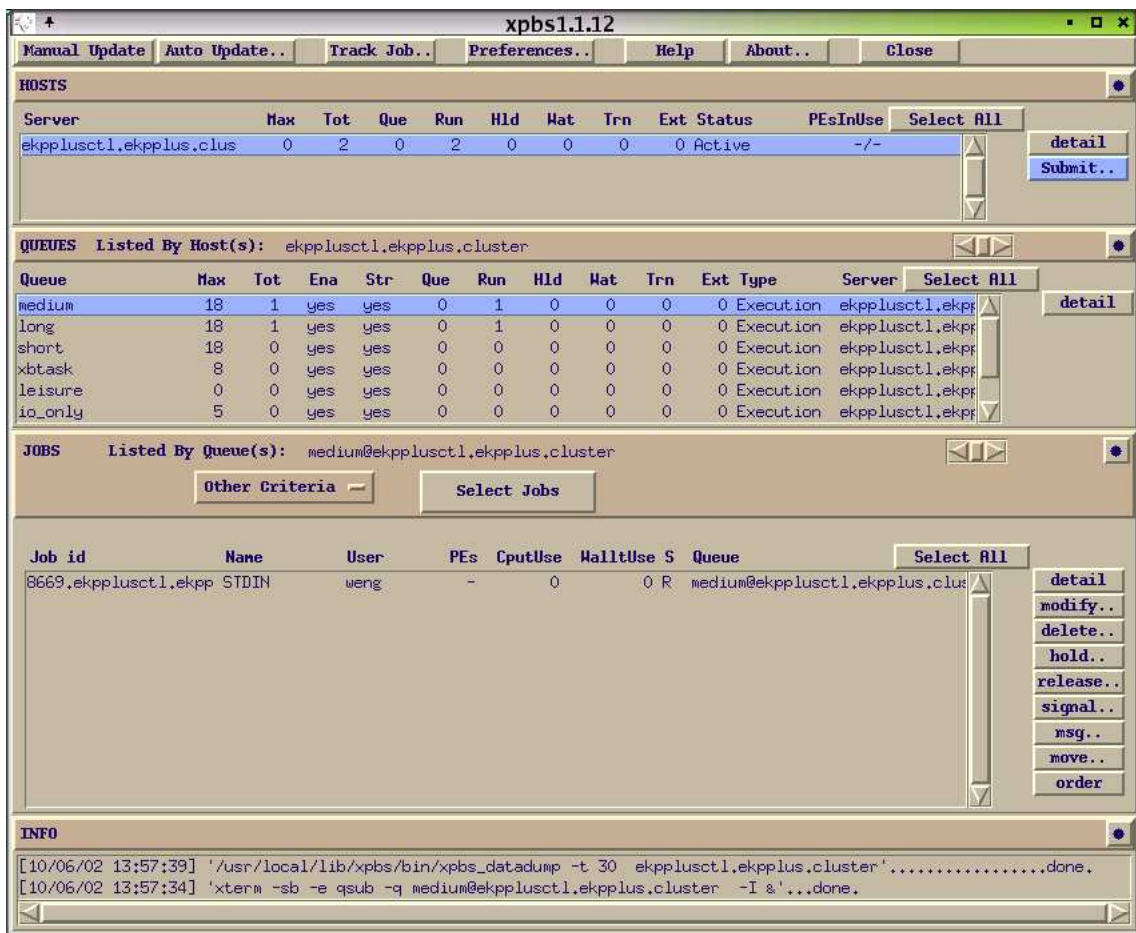 xpbs1.1.12
Manual Update Auto Update.. Track Job.. Preferences.. Help About.. Close
HOSTS
Server Max Tot Que Run Hld Wat Trn Ext Status PEsInUse Select All
ekpplusctl.ekpplus.clus 0 2 0 2 0 0 0 0 Active -/-
detail
Submit..
QUEUES Listed By Host(s): ekpplusctl.ekpplus.cluster
Queue Max Tot Ena Str Que Run Hld Wat Trn Ext Type Server Select All
medium 18 1 yes yes 0 1 0 0 0 0 Execution ekpplusctl.ekpp detail
long 18 1 yes yes 0 1 0 0 0 0 Execution ekpplusctl.ekpp
short 18 0 yes yes 0 0 0 0 0 0 Execution ekpplusctl.ekpp
xbtask 8 0 yes yes 0 0 0 0 0 0 Execution ekpplusctl.ekpp
leisure 0 0 yes yes 0 0 0 0 0 0 Execution ekpplusctl.ekpp
io_only 5 0 yes yes 0 0 0 0 0 0 Execution ekpplusctl.ekpp
JOBS Listed By Queue(s): medium@ekpplusctl.ekpplus.cluster
Other Criteria Select Jobs
Job id Name User PEs CputUse WalltUse S Queue Select All
8669.ekpplusctl.ekpp STDIN weng - 0 0 R medium@ekpplusctl.ekpplus.clus
detail
modify..
delete..
hold..
release..
signal..
msg..
move..
order
INFO
[10/06/02 13:57:39] '/usr/local/lib/xpbs/bin/xpbs_datadump -t 30 ekpplusctl.ekpplus.cluster'.................done.
[10/06/02 13:57:34] 'xterm -sb -e qsub -q medium@ekpplusctl.ekpplus.cluster -I &'...done.